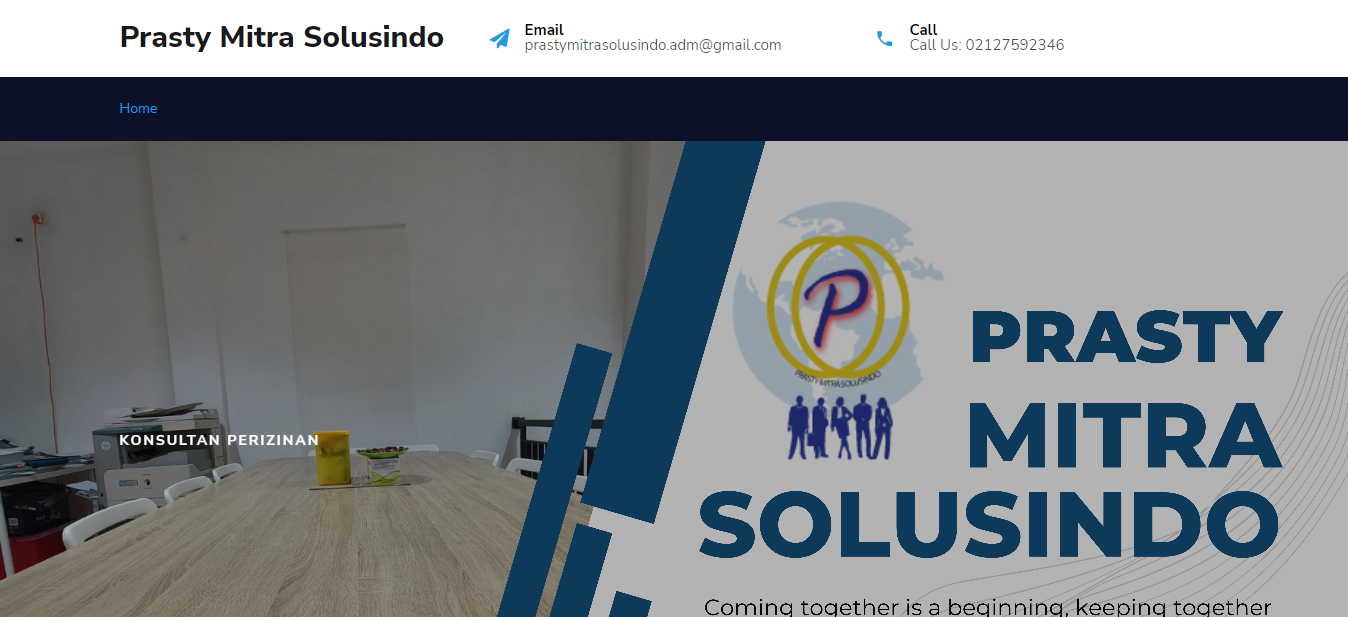 Prasty Mitra Solusindo
Email
prastymitrasolusindo.adm@gmail.com
Call
Call Us: 02127592346
Home
KONSULTAN PERIZINAN
P
PRASTY MITRA SOLUSINDO
PRASTY
MITRA
SOLUSINDO
Coming together is a beginning, keeping together